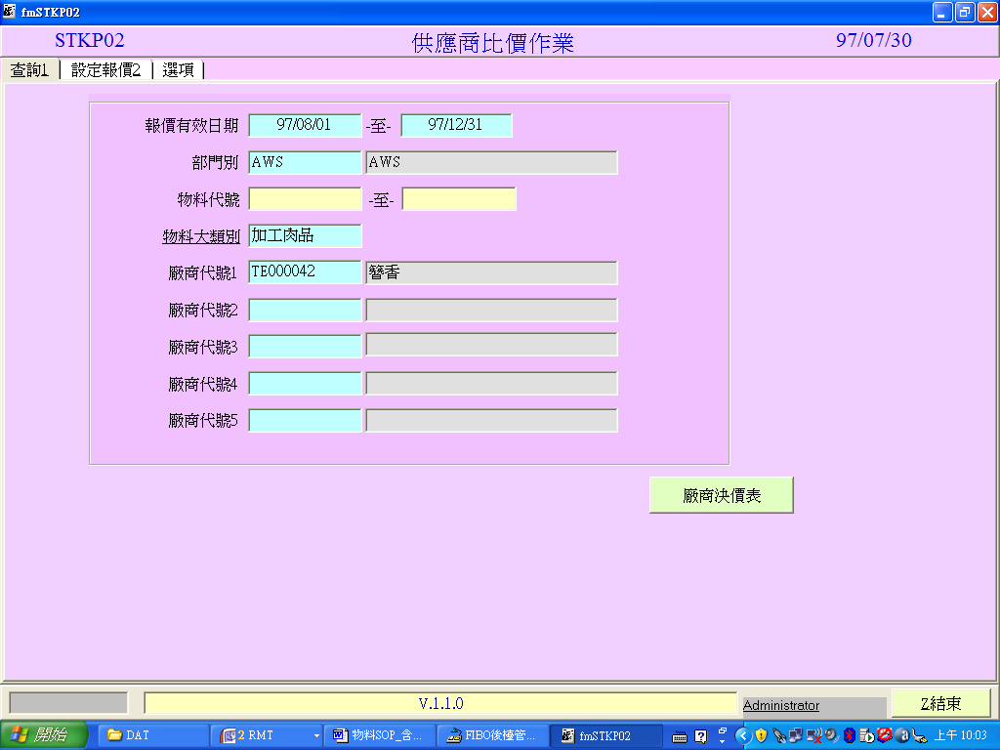 fmSTKP02
STKP02 供應商比價作業 97/07/30
查詢1 設定報價2 選項
報價有效日期 97/08/01 -至- 97/12/31
部門別 AWS AWS
物料代號 -至-
物料大類別 加工肉品
廠商代號1 TE000042 簪香
廠商代號2
廠商代號3
廠商代號4
廠商代號5
廠商決價表
V.1.1.0 Administrator Z結束
開始 DAT 2 RMT 物料SOP_含... FIBO後檯管... fmSTKP02 上午 10:03